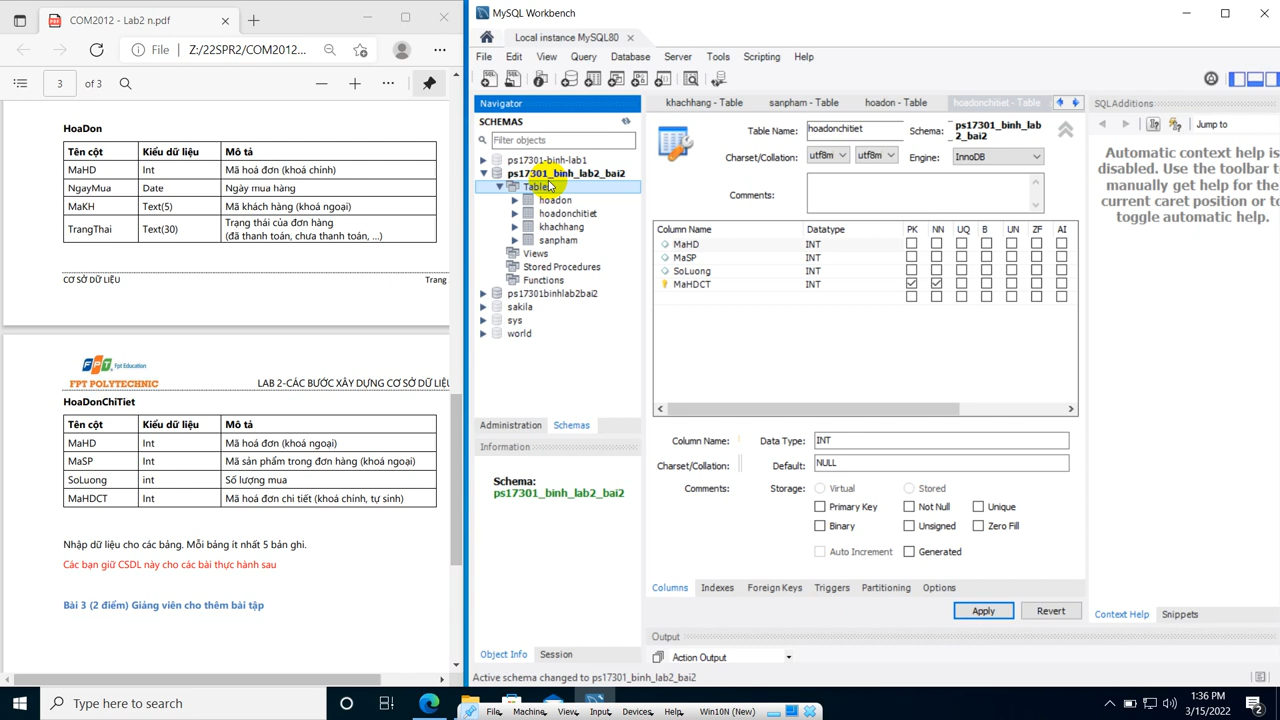 COM2012 - Lab2 n.pdf
File
Z:/22SPR2/COM2012...
3
of 3
HoaDon
Tên cột
Kiểu dữ liệu
Mô tả
MaHD
Int
Mã hoá đơn (khoá chính)
NgayMua
Date
Ngày mua hàng
MaKH
Text(5)
Mã khách hàng (khoá ngoại)
TrangThai
Text(30)
Trạng thái của đơn hàng
(đã thanh toán, chưa thanh toán, ...)
CƠ SỞ DỮ LIỆU
Trang
FPT Fpt Education
FPT POLYTECHNIC
LAB 2-CÁC BƯỚC XÂY DỰNG CƠ SỞ DỮ LIỆU
HoaDonChiTiet
Tên cột
Kiểu dữ liệu
Mô tả
MaHD
Int
Mã hoá đơn (khoá ngoại)
MaSP
Int
Mã sản phẩm trong đơn hàng (khoá ngoại)
SoLuong
int
Số lượng mua
MaHDCT
Int
Mã hoá đơn chi tiết (khoá chính, tự sinh)
Nhập dữ liệu cho các bảng. Mỗi bảng ít nhất 5 bản ghi.
Các bạn giữ CSDL này cho các bài thực hành sau
Bài 3 (2 điểm) Giảng viên cho thêm bài tập
MySQL Workbench
Local instance MySQL80
File Edit View Query Database Server Tools Scripting Help
Navigator
SCHEMAS
Filter objects
ps17301-binh-lab1
ps17301_binh_lab2_bai2
Tables
hoadon
hoadonchitiet
khachhang
sanpham
Views
Stored Procedures
Functions
ps17301binhlab2bai2
sakila
sys
world
Administration Schemas
Information
Schema:
ps17301_binh_lab2_bai2
Object Info Session
khachhang - Table
sanpham - Table
hoadon - Table
hoadonchitiet - Table
Table Name:
hoadonchitiet
Schema:
ps17301_binh_lab
2_bai2
Charset/Collation:
utf8m
utf8m
Engine:
InnoDB
Comments:
Column Name Datatype PK NN UQ B UN ZF AI
MaHD INT
MaSP INT
SoLuong INT
MaHDCT INT
Column Name:
Data Type:
INT
Charset/Collation:
Default:
NULL
Comments:
Storage:
Virtual
Stored
Primary Key
Not Null
Unique
Binary
Unsigned
Zero Fill
Auto Increment
Generated
Columns Indexes Foreign Keys Triggers Partitioning Options
Apply
Revert
Output
Action Output
SQLAdditions
Jump to
Automatic context help is
disabled. Use the toolbar to
manually get help for the
current caret position or to
toggle automatic help.
Context Help Snippets
Active schema changed to ps17301_binh_lab2_bai2
Type here to search
1:36 PM
3/15/2022
2
File Machine View Input Devices Help Win10N (New)